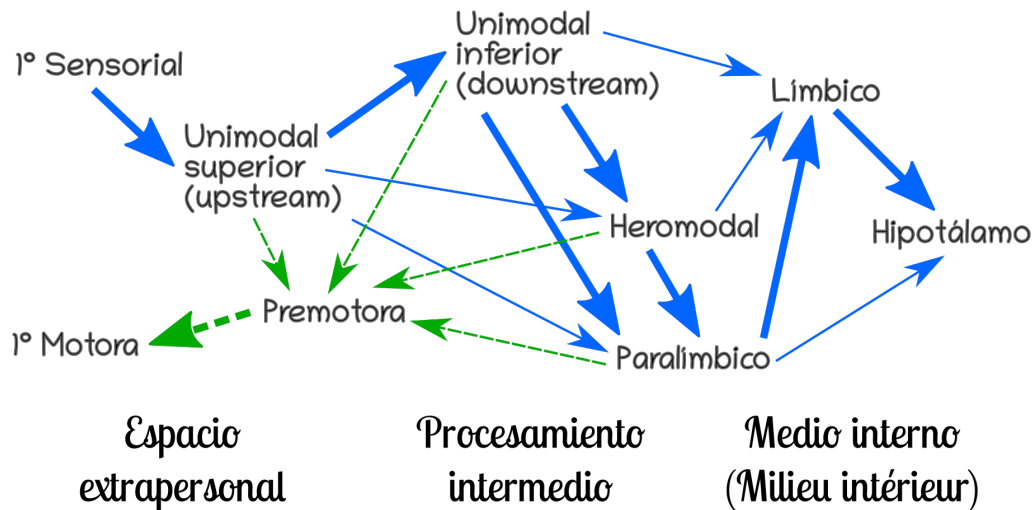 1° Sensorial
Unimodal
superior
(upstream)
Unimodal
inferior
(downstream)
Límbico
Heromodal
Hipotálamo
Premotora
1° Motora
Paralímbico
Espacio
extrapersonal
Procesamiento
intermedio
Medio interno
(Milieu intérieur)